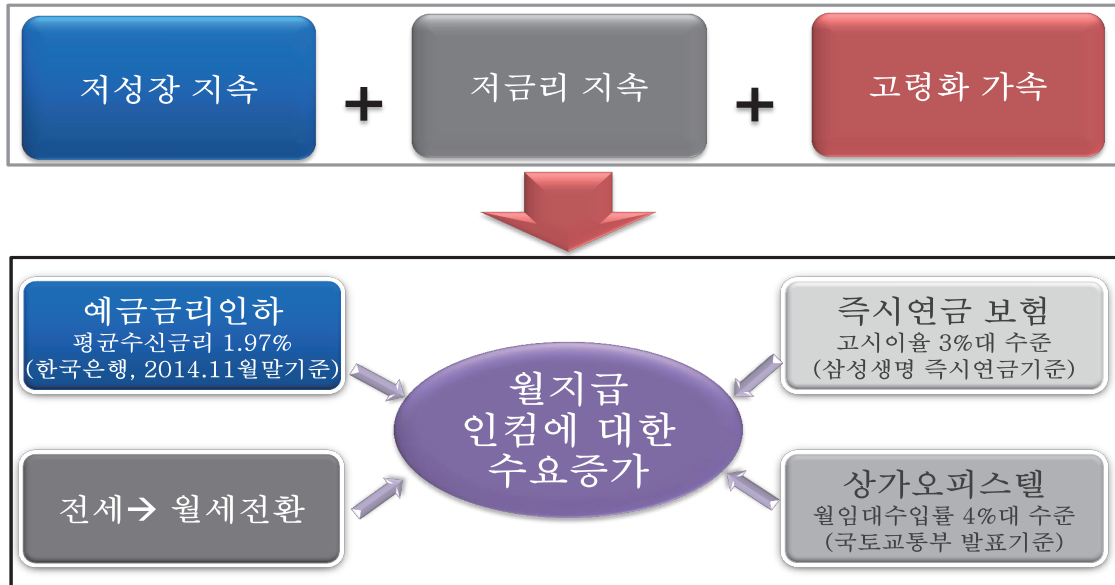 저성장 지속
+
저금리 지속
+
고령화 가속
예금금리인하
평균수신금리 1.97%
(한국은행, 2014.11월말기준)
즉시연금 보험
고시이율 3%대 수준
(삼성생명 즉시연금기준)
월지급
인컴에 대한
수요증가
전세→ 월세전환
상가오피스텔
월임대수입률 4%대 수준
(국토교통부 발표기준)